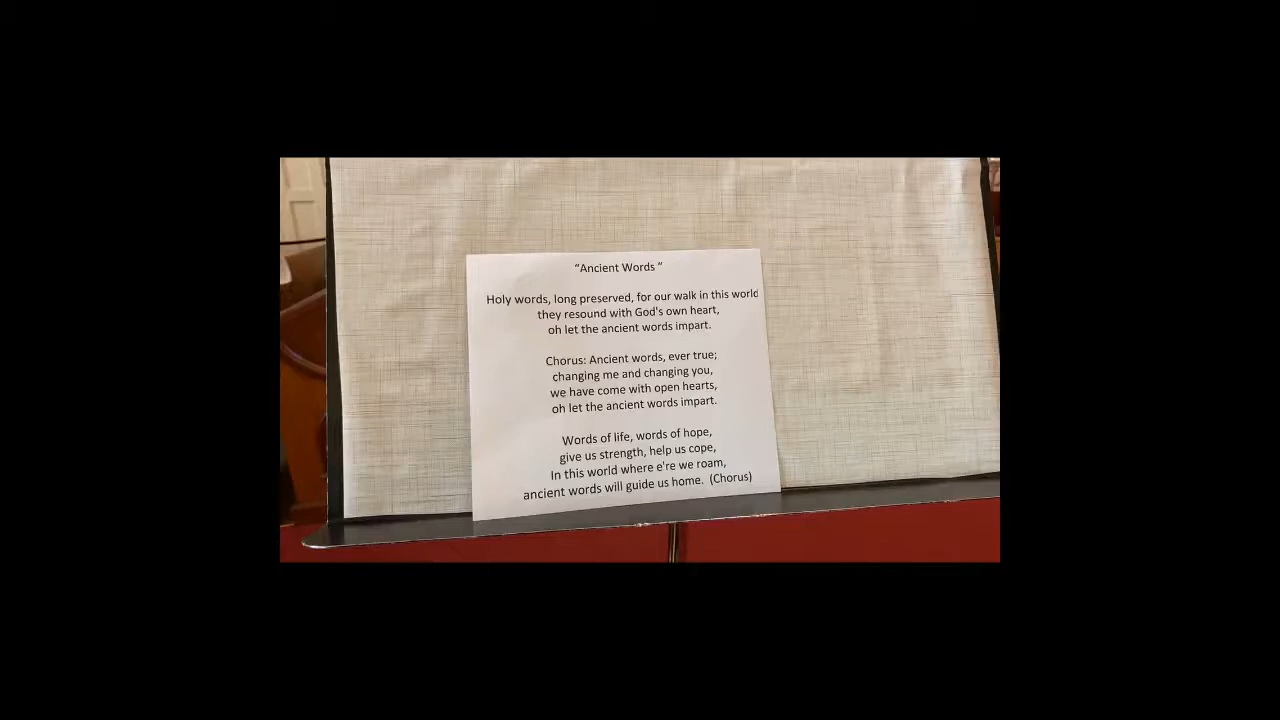 “Ancient Words “
Holy words, long preserved, for our walk in this world
they resound with God's own heart,
oh let the ancient words impart.
Chorus: Ancient words, ever true;
changing me and changing you,
we have come with open hearts,
oh let the ancient words impart.
Words of life, words of hope,
give us strength, help us cope,
In this world where e're we roam,
ancient words will guide us home.  (Chorus)